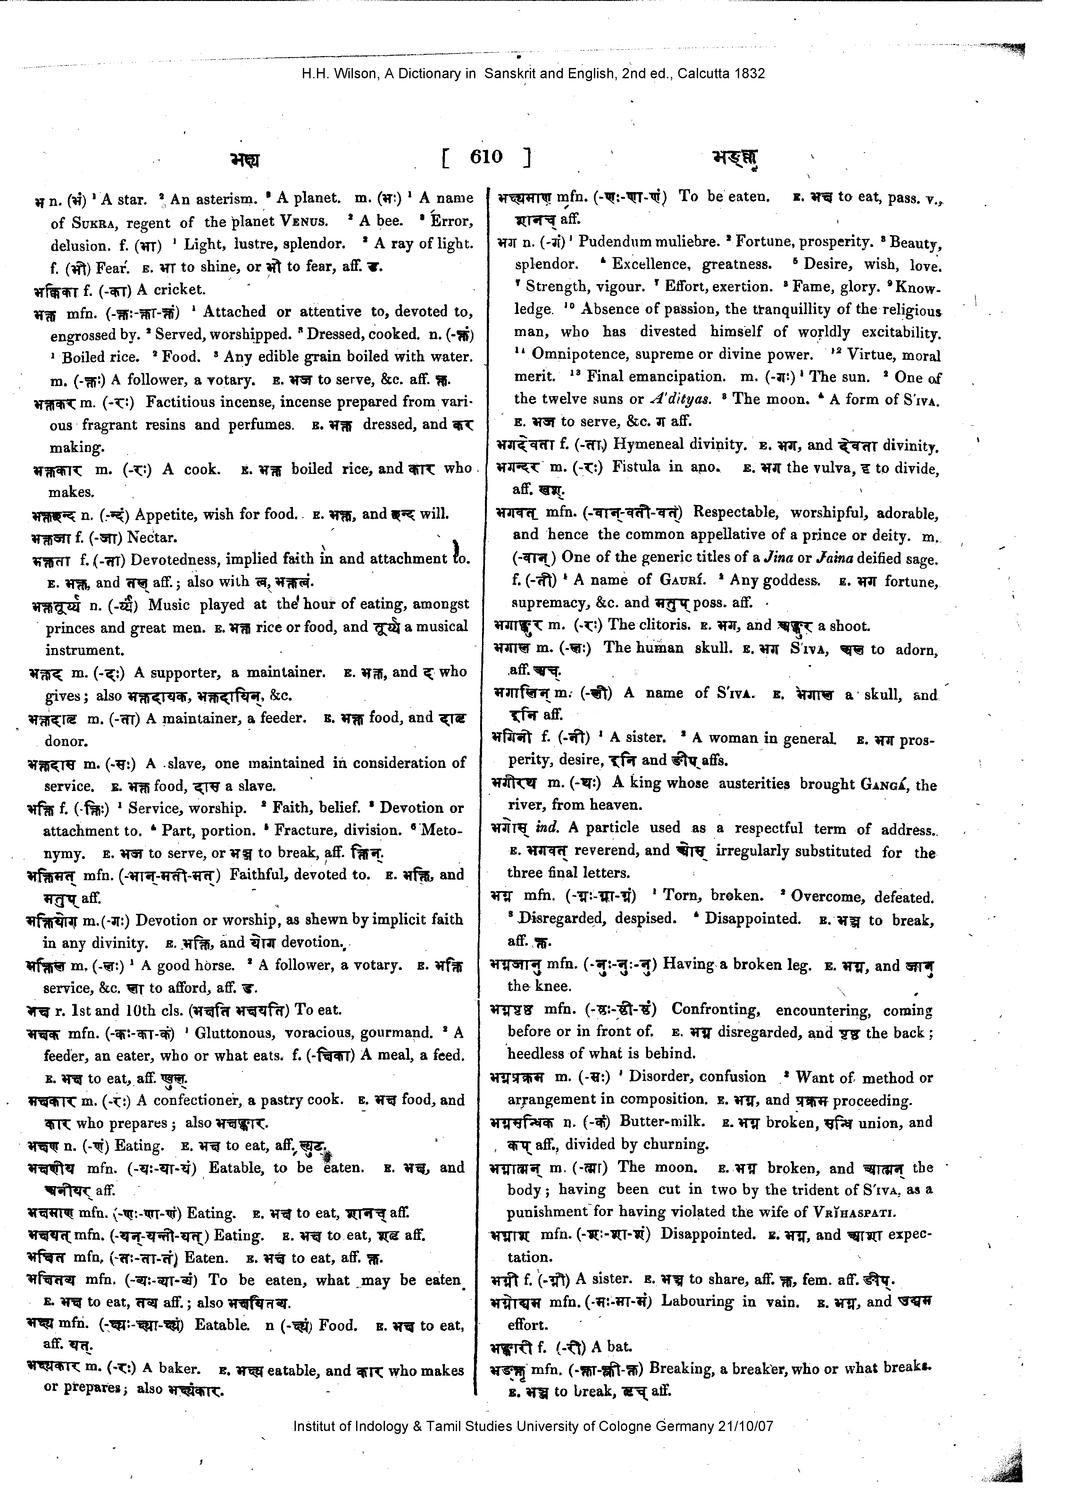 H.H. Wilson, A Dictionary in Sanskrit and English, 2nd ed., Calcutta 1832
भक्ष्य [ 610 ] भङ्क्तृ
भ n. (भं) ¹ A star. ² An asterism. ³ A planet. m. (भः) ¹ A name
of SUKRA, regent of the planet VENUS. ² A bee. ³ Error,
delusion. f. (भा) ¹ Light, lustre, splendor. ² A ray of light.
f. (भी) Fear. E. भा to shine, or भी to fear, aff. ड.
भक्किका f. (-का) A cricket.
भक्त mfn. (-क्तः-क्ता-क्तं) ¹ Attached or attentive to, devoted to,
engrossed by. ² Served, worshipped. ³ Dressed, cooked. n. (-क्तं)
¹ Boiled rice. ² Food. ³ Any edible grain boiled with water.
m. (-क्तः) A follower, a votary. E. भज to serve, &c. aff. क्त.
भक्तकर m. (-रः) Factitious incense, incense prepared from vari-
ous fragrant resins and perfumes. E. भक्त dressed, and कर
making.
भक्तकार m. (-रः) A cook. E. भक्त boiled rice, and कार who
makes.
भक्तछन्द n. (-न्दं) Appetite, wish for food. E. भक्त, and छन्द will.
भक्तजा f. (-जा) Nectar.
भक्तता f. (-ता) Devotedness, implied faith in and attachment to.
E. भक्त, and तल् aff.; also with त्व, भक्तत्वं.
भक्ततूर्य्य n. (-र्य्यं) Music played at the hour of eating, amongst
princes and great men. E. भक्त rice or food, and तूर्य्य a musical
instrument.
भक्तद m. (-दः) A supporter, a maintainer. E. भक्त, and द who
gives; also भक्तदायक, भक्तदायिन्, &c.
भक्तदातृ m. (-ता) A maintainer, a feeder. E. भक्त food, and दातृ
donor.
भक्तदास m. (-सः) A slave, one maintained in consideration of
service. E. भक्त food, दास a slave.
भक्ति f. (-क्तिः) ¹ Service, worship. ² Faith, belief. ³ Devotion or
attachment to. ⁴ Part, portion. ⁵ Fracture, division. ⁶ Meto-
nymy. E. भज to serve, or भञ्ज to break, aff. क्तिन्.
भक्तिमत् mfn. (-मान्-मती-मत्) Faithful, devoted to. E. भक्ति, and
मतुप् aff.
भक्तियोग m. (-गः) Devotion or worship, as shewn by implicit faith
in any divinity. E. भक्ति, and योग devotion.
भक्तिल m. (-लः) ¹ A good horse. ² A follower, a votary. E. भक्ति
service, &c. ला to afford, aff. ड.
भक्ष r. 1st and 10th cls. (भक्षति भक्षयति) To eat.
भक्षक mfn. (-कः-का-कं) ¹ Gluttonous, voracious, gourmand. ² A
feeder, an eater, who or what eats. f. (-क्षिका) A meal, a feed.
E. भक्ष to eat, aff. ण्वुल्.
भक्षकार m. (-रः) A confectioner, a pastry cook. E. भक्ष food, and
कार who prepares; also भक्षङ्कार.
भक्षण n. (-णं) Eating. E. भक्ष to eat, aff. ल्युट्.
भक्षणीय mfn. (-यः-या-यं) Eatable, to be eaten. E. भक्ष, and
अनीयर् aff.
भक्षमाण mfn. (-णः-णा-णं) Eating. E. भक्ष to eat, शानच् aff.
भक्षयत् mfn. (-यन्-यन्ती-यत्) Eating. E. भक्ष to eat, शतृ aff.
भक्षित mfn. (-तः-ता-तं) Eaten. E. भक्ष to eat, aff. क्त.
भक्षितव्य mfn. (-व्यः-व्या-व्यं) To be eaten, what may be eaten.
E. भक्ष to eat, तव्य aff.; also भक्षयितव्य.
भक्ष्य mfn. (-क्ष्यः-क्ष्या-क्ष्यं) Eatable. n (-क्ष्यं) Food. E. भक्ष to eat,
aff. यत्.
भक्ष्यकार m. (-रः) A baker. E. भक्ष्य eatable, and कार who makes
or prepares; also भक्ष्यंकार.
भक्ष्यमाण mfn. (-णः-णा-णं) To be eaten. E. भक्ष to eat, pass. v.,
शानच् aff.
भग n. (-गं) ¹ Pudendum muliebre. ² Fortune, prosperity. ³ Beauty,
splendor. ⁴ Excellence, greatness. ⁵ Desire, wish, love.
⁷ Strength, vigour. ⁷ Effort, exertion. ⁸ Fame, glory. ⁹ Know-
ledge. ¹⁰ Absence of passion, the tranquillity of the religious
man, who has divested himself of worldly excitability.
¹¹ Omnipotence, supreme or divine power. ¹² Virtue, moral
merit. ¹³ Final emancipation. m. (-गः) ¹ The sun. ² One of
the twelve suns or A'dityas. ³ The moon. ⁴ A form of S'IVA.
E. भज to serve, &c. ग aff.
भगदेवता f. (-ता) Hymeneal divinity. E. भग, and देवता divinity.
भगन्दर m. (-रः) Fistula in ano. E. भग the vulva, दृ to divide,
aff. खश्.
भगवत् mfn. (-वान्-वती-वत्) Respectable, worshipful, adorable,
and hence the common appellative of a prince or deity. m.
(-वान्) One of the generic titles of a Jina or Jaina deified sage.
f. (-ती) ¹ A name of GAURÍ. ² Any goddess. E. भग fortune,
supremacy, &c. and मतुप् poss. aff.
भगाङ्कुर m. (-रः) The clitoris. E. भग, and अङ्कुर a shoot.
भगाल m. (-लः) The human skull. E. भग S'IVA, अल to adorn,
aff. अच्.
भगालिन् m. (-ली) A name of S'IVA. E. भगाल a skull, and
इनि aff.
भगिनी f. (-नी) ¹ A sister. ² A woman in general. E. भग pros-
perity, desire, इनि and ङीप् affs.
भगीरथ m. (-थः) A king whose austerities brought GANGÁ, the
river, from heaven.
भगोस् ind. A particle used as a respectful term of address.
E. भगवत् reverend, and ओस् irregularly substituted for the
three final letters.
भग्न mfn. (-ग्नः-ग्ना-ग्नं) ¹ Torn, broken. ² Overcome, defeated.
³ Disregarded, despised. ⁴ Disappointed. E. भञ्ज to break,
aff. क्त.
भग्नजानु mfn. (-नुः-नुः-नु) Having a broken leg. E. भग्न, and जानु
the knee.
भग्नपृष्ठ mfn. (-ष्ठः-ष्ठी-ष्ठं) Confronting, encountering, coming
before or in front of. E. भग्न disregarded, and पृष्ठ the back;
heedless of what is behind.
भग्नप्रक्रम m. (-मः) ¹ Disorder, confusion ² Want of method or
arrangement in composition. E. भग्न, and प्रक्रम proceeding.
भग्नसन्धिक n. (-कं) Butter-milk. E. भग्न broken, सन्धि union, and
कप् aff., divided by churning.
भग्नात्मन् m. (-त्मा) The moon. E. भग्न broken, and आत्मन् the
body; having been cut in two by the trident of S'IVA, as a
punishment for having violated the wife of VRĬHASPATI.
भग्नाश mfn. (-शः-शा-शं) Disappointed. E. भग्न, and आशा expec-
tation.
भग्नी f. (-ग्नी) A sister. E. भञ्ज to share, aff. क्त, fem. aff. ङीप्.
भग्नोद्यम mfn. (-मः-मा-मं) Labouring in vain. E. भग्न, and उद्यम
effort.
भङ्कारी f. (-री) A bat.
भङ्क्तृ mfn. (-क्ता-क्त्री-क्तृ) Breaking, a breaker, who or what breaks.
E. भञ्ज to break, तृच् aff.
Institut of Indology & Tamil Studies University of Cologne Germany 21/10/07